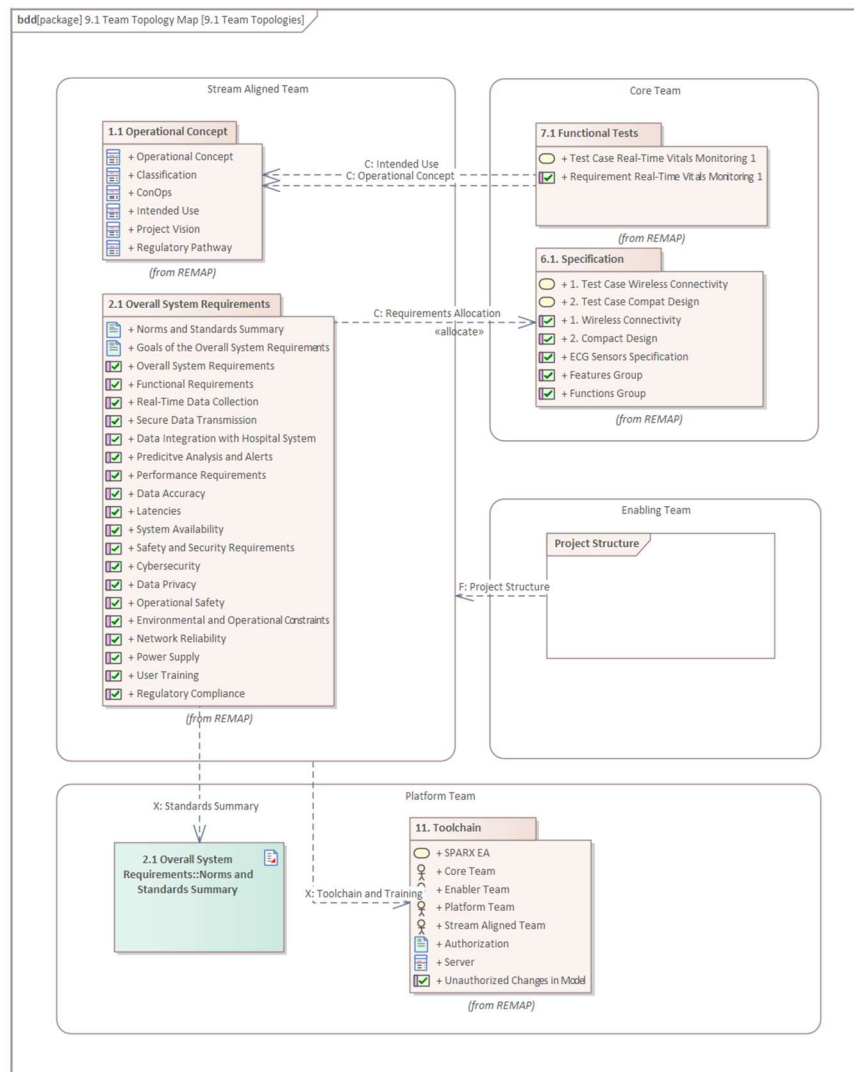 bdd[package] 9.1 Team Topology Map [9.1 Team Topologies]
Stream Aligned Team
1.1 Operational Concept
+ Operational Concept
+ Classification
+ ConOps
+ Intended Use
+ Project Vision
+ Regulatory Pathway
(from REMAP)
C: Intended Use
C: Operational Concept
Core Team
7.1 Functional Tests
+ Test Case Real-Time Vitals Monitoring 1
+ Requirement Real-Time Vitals Monitoring 1
(from REMAP)
6.1. Specification
+ 1. Test Case Wireless Connectivity
+ 2. Test Case Compat Design
+ 1. Wireless Connectivity
+ 2. Compact Design
+ ECG Sensors Specification
+ Features Group
+ Functions Group
(from REMAP)
C: Requirements Allocation
«allocate»
2.1 Overall System Requirements
+ Norms and Standards Summary
+ Goals of the Overall System Requirements
+ Overall System Requirements
+ Functional Requirements
+ Real-Time Data Collection
+ Secure Data Transmission
+ Data Integration with Hospital System
+ Predicitve Analysis and Alerts
+ Performance Requirements
+ Data Accuracy
+ Latencies
+ System Availability
+ Safety and Security Requirements
+ Cybersecurity
+ Data Privacy
+ Operational Safety
+ Environmental and Operational Constraints
+ Network Reliability
+ Power Supply
+ User Training
+ Regulatory Compliance
(from REMAP)
Enabling Team
Project Structure
F: Project Structure
X: Standards Summary
Platform Team
2.1 Overall System
Requirements::Norms and
Standards Summary
X: Toolchain and Training
11. Toolchain
+ SPARX EA
+ Core Team
+ Enabler Team
+ Platform Team
+ Stream Aligned Team
+ Authorization
+ Server
+ Unauthorized Changes in Model
(from REMAP)